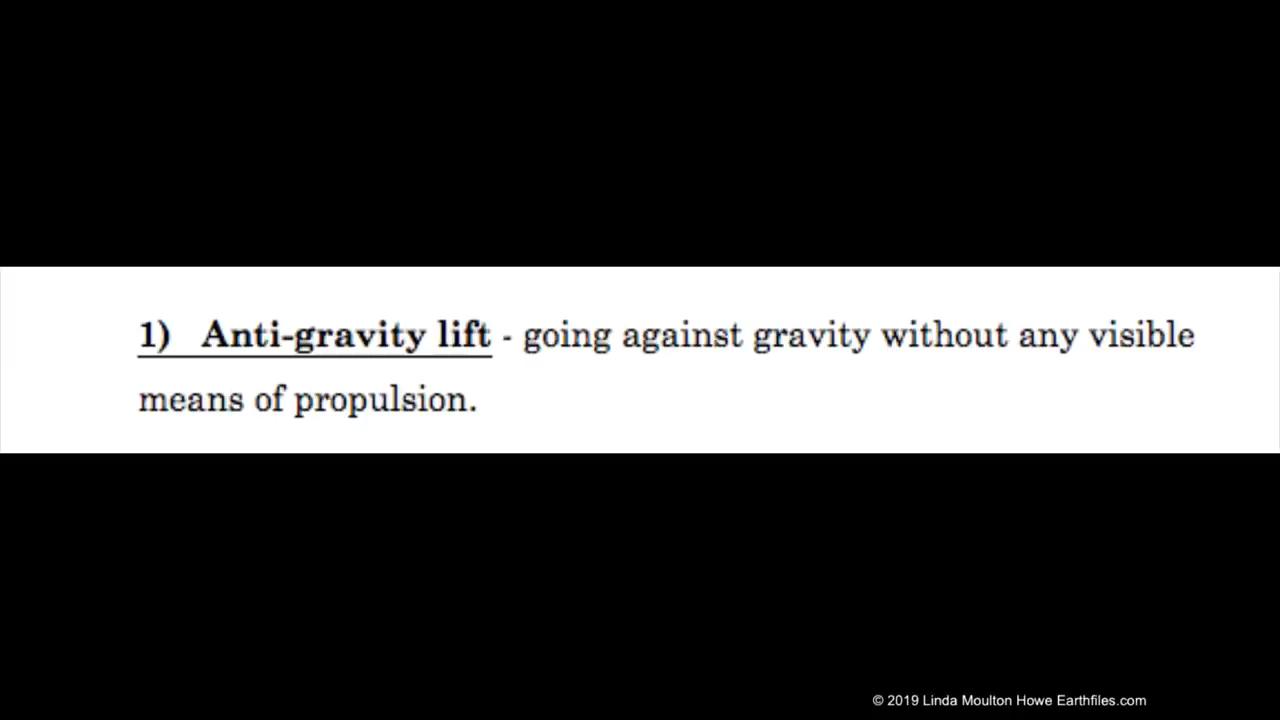 1) Anti-gravity lift - going against gravity without any visible
means of propulsion.
© 2019 Linda Moulton Howe Earthfiles.com